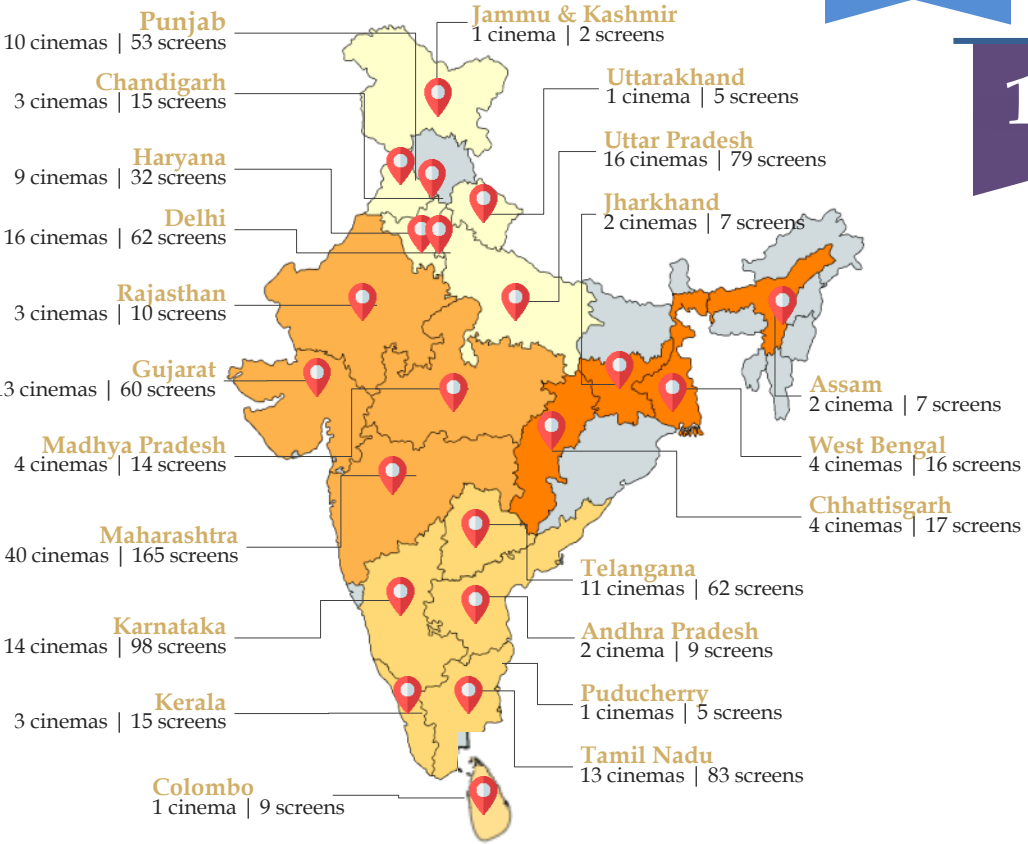 Punjab
10 cinemas | 53 screens
Jammu & Kashmir
1 cinema | 2 screens
Chandigarh
3 cinemas | 15 screens
Uttarakhand
1 cinema | 5 screens
Haryana
9 cinemas | 32 screens
Uttar Pradesh
16 cinemas | 79 screens
Delhi
16 cinemas | 62 screens
Jharkhand
2 cinemas | 7 screens
Rajasthan
3 cinemas | 10 screens
Gujarat
13 cinemas | 60 screens
Assam
2 cinema | 7 screens
Madhya Pradesh
4 cinemas | 14 screens
West Bengal
4 cinemas | 16 screens
Chhattisgarh
4 cinemas | 17 screens
Maharashtra
40 cinemas | 165 screens
Telangana
11 cinemas | 62 screens
Karnataka
14 cinemas | 98 screens
Andhra Pradesh
2 cinema | 9 screens
Kerala
3 cinemas | 15 screens
Puducherry
1 cinemas | 5 screens
Tamil Nadu
13 cinemas | 83 screens
Colombo
1 cinema | 9 screens